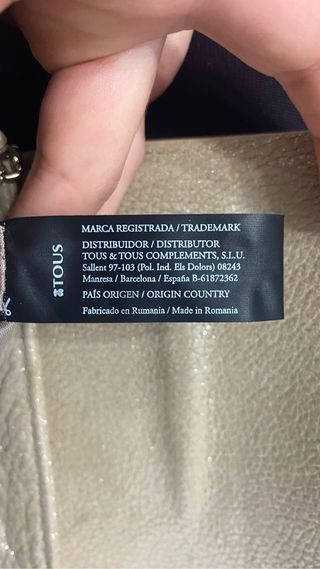 TOUS
MARCA REGISTRADA / TRADEMARK
DISTRIBUIDOR / DISTRIBUTOR
TOUS & TOUS COMPLEMENTS, S.L.U.
Sallent 97-103 (Pol. Ind. Els Dolors) 08243
Manresa / Barcelona / España B-61872362
PAÍS ORIGEN / ORIGIN COUNTRY
Fabricado en Rumania / Made in Romania